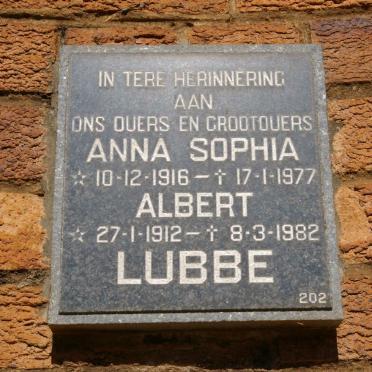 IN TERE HERINNERING
AAN
ONS OUERS EN GROOTOUERS
ANNA SOPHIA
☆ 10-12-1916 – † 17-1-1977
ALBERT
☆ 27-1-1912 – † 8-3-1982
LUBBE
202